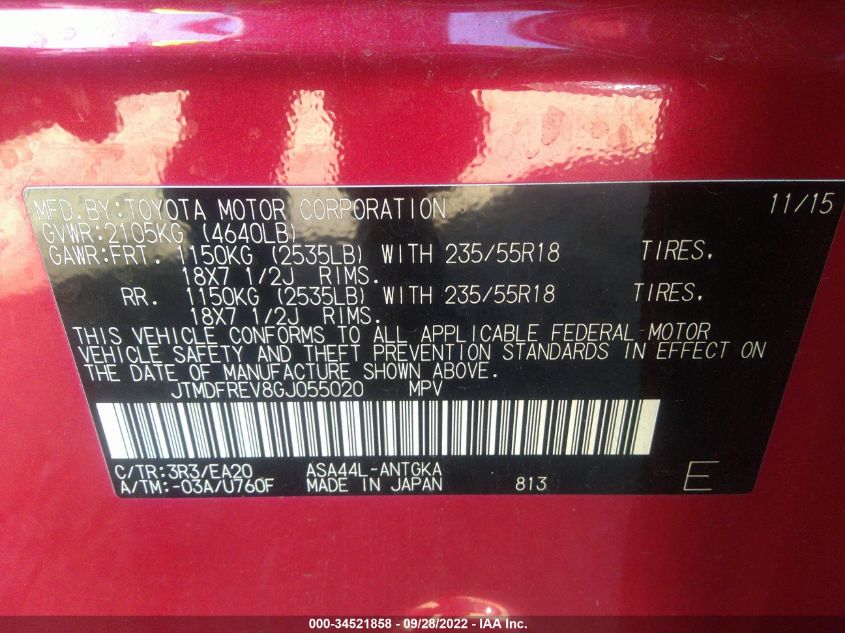 MFD.BY:TOYOTA MOTOR CORPORATION 11/15
GVWR:2105KG (4640LB)
GAWR:FRT. 1150KG (2535LB) WITH 235/55R18 TIRES.
18X7 1/2J RIMS.
RR. 1150KG (2535LB) WITH 235/55R18 TIRES.
18X7 1/2J RIMS.
THIS VEHICLE CONFORMS TO ALL APPLICABLE FEDERAL MOTOR
VEHICLE SAFETY AND THEFT PREVENTION STANDARDS IN EFFECT ON
THE DATE OF MANUFACTURE SHOWN ABOVE.
JTMDFREV8GJ055020 MPV
C/TR:3R3/EA20 ASA44L-ANTGKA
A/TM:-03A/U760F MADE IN JAPAN 813 E
000-34521858 - 09/28/2022 - IAA Inc.